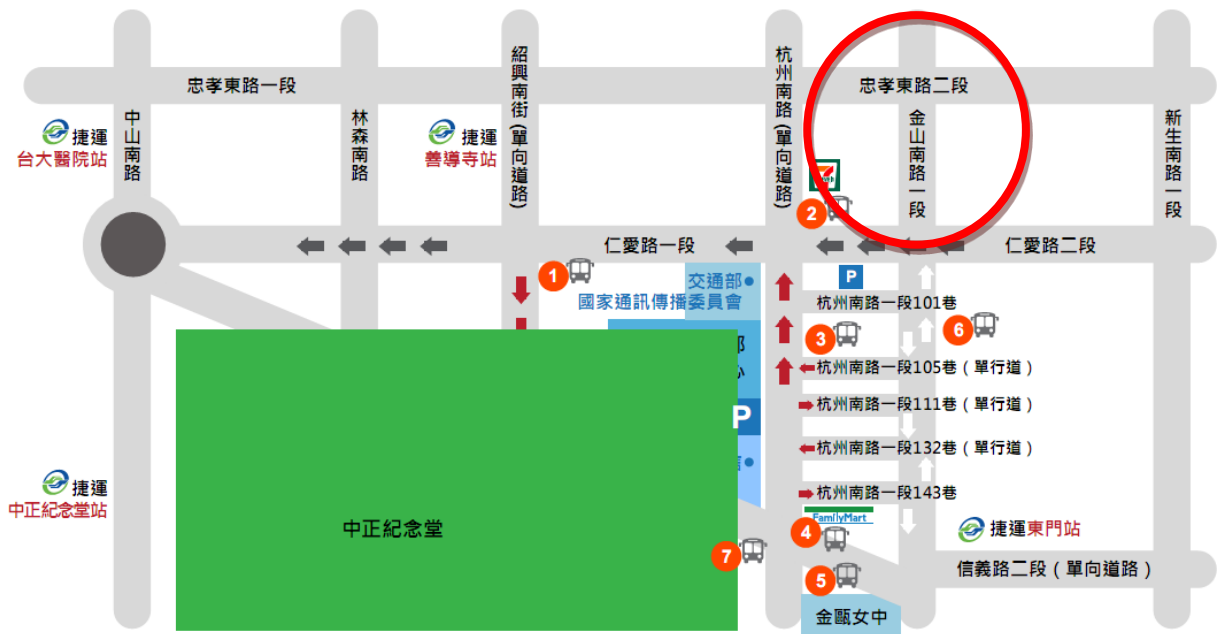 忠孝東路一段
忠孝東路二段
中山南路
林森南路
紹興南街(單向道路)
杭州南路(單向道路)
金山南路一段
新生南路一段
捷運
台大醫院站
捷運
善導寺站
2
仁愛路一段
仁愛路二段
1
交通部
國家通訊傳播委員會
P
杭州南路一段101巷
3
6
杭州南路一段105巷(單行道)
杭州南路一段111巷(單行道)
P
杭州南路一段132巷(單行道)
杭州南路一段143巷
捷運
中正紀念堂站
中正紀念堂
FamilyMart
4
捷運東門站
7
5
信義路二段(單向道路)
金甌女中